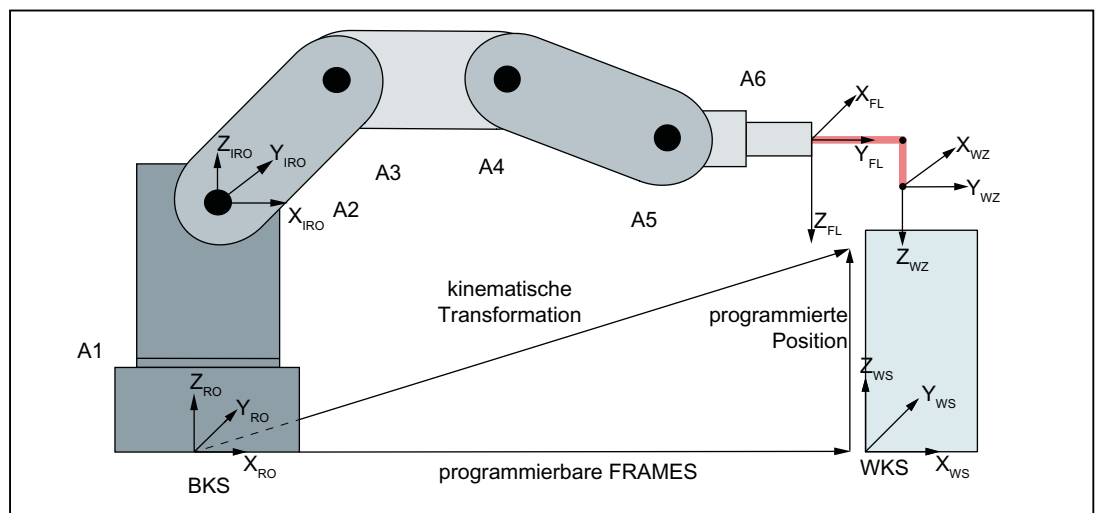 A6
X_FL
Z_IRO
Y_IRO
X_WZ
A3
A4
Y_FL
Y_WZ
X_IRO
A2
A5
Z_FL
Z_WZ
kinematische
Transformation
programmierte
Position
A1
Z_RO
Z_WS
Y_RO
Y_WS
X_RO
programmierbare FRAMES
WKS
X_WS
BKS